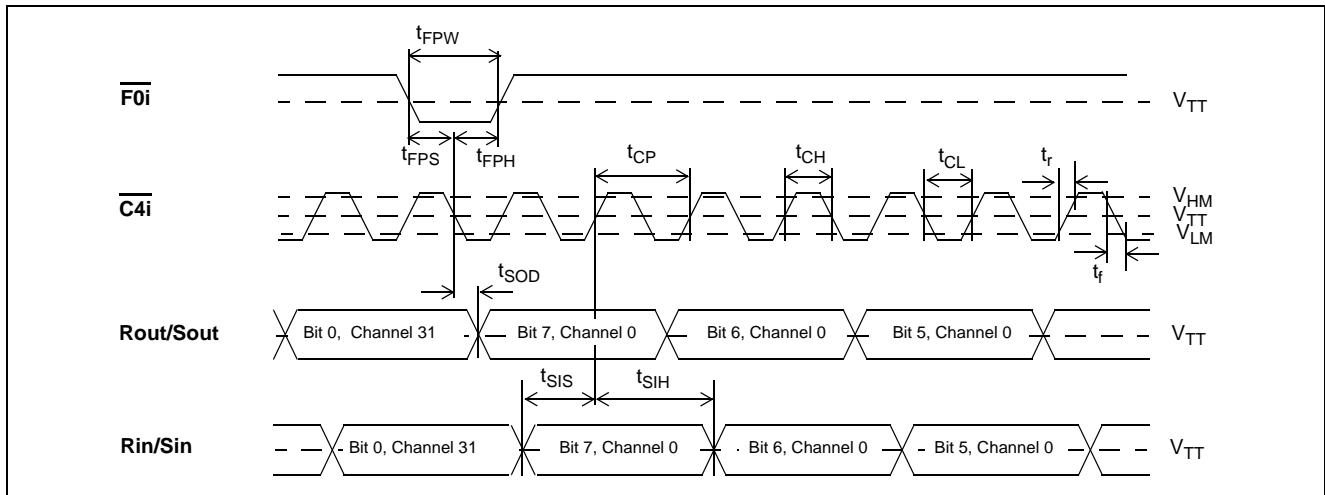 tFPW
F0i
VTT
tFPS
tFPH
tCP
tCH
tCL
tr
C4i
VHM
VTT
VLM
tf
tSOD
Rout/Sout
Bit 0, Channel 31
Bit 7, Channel 0
Bit 6, Channel 0
Bit 5, Channel 0
VTT
tSIS
tSIH
Rin/Sin
Bit 0, Channel 31
Bit 7, Channel 0
Bit 6, Channel 0
Bit 5, Channel 0
VTT